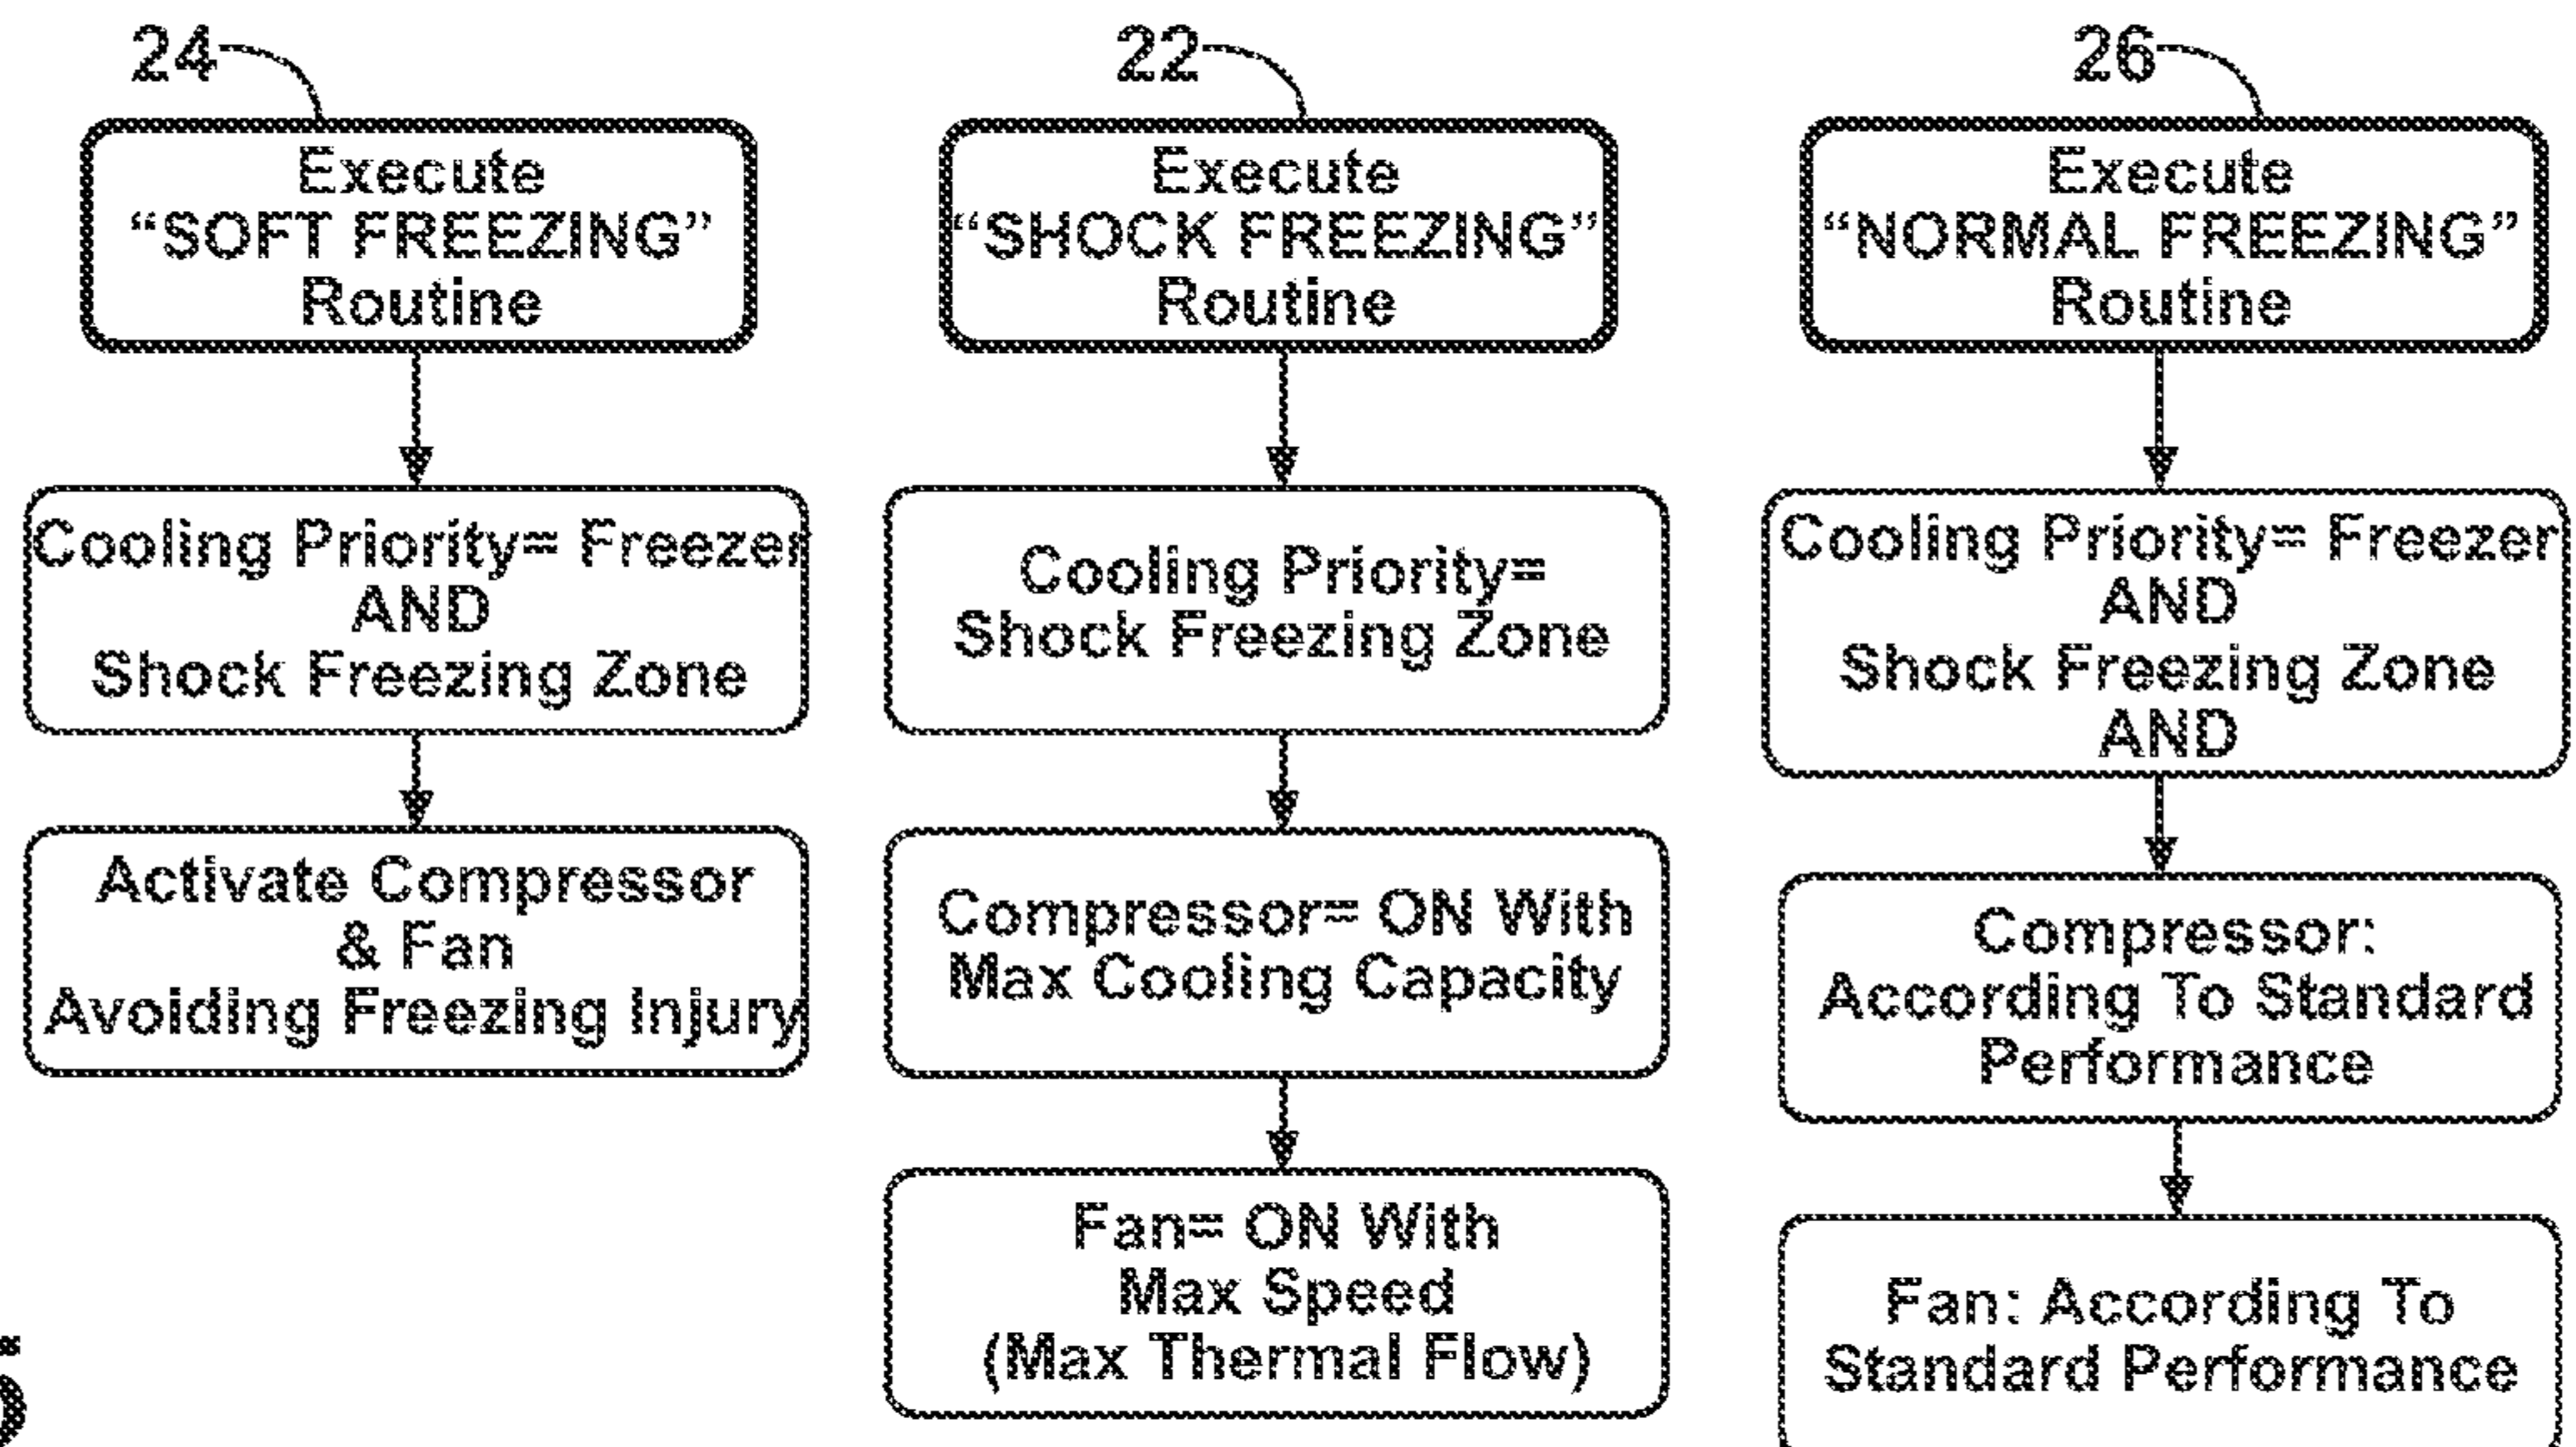 24
Execute
“SOFT FREEZING”
Routine
Cooling Priority= Freezer
AND
Shock Freezing Zone
Activate Compressor
& Fan
Avoiding Freezing Injury
22
Execute
“SHOCK FREEZING”
Routine
Cooling Priority=
Shock Freezing Zone
Compressor= ON With
Max Cooling Capacity
Fan= ON With
Max Speed
(Max Thermal Flow)
26
Execute
“NORMAL FREEZING”
Routine
Cooling Priority= Freezer
AND
Shock Freezing Zone
AND
Compressor:
According To Standard
Performance
Fan: According To
Standard Performance